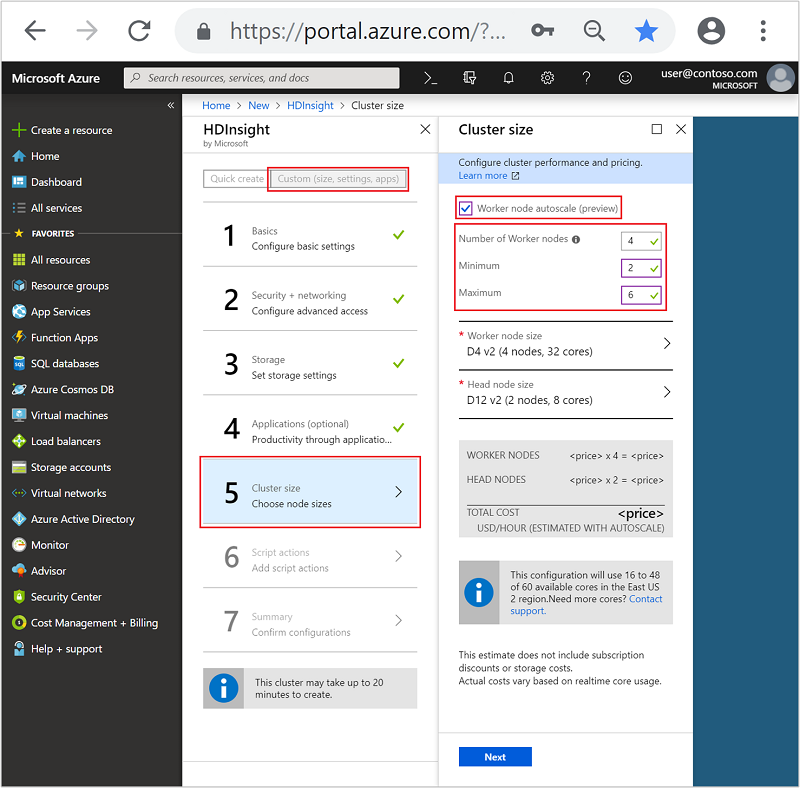 https://portal.azure.com/?...
Microsoft Azure
Search resources, services, and docs
user@contoso.com
MICROSOFT
Create a resource
Home
Dashboard
All services
FAVORITES
All resources
Resource groups
App Services
Function Apps
SQL databases
Azure Cosmos DB
Virtual machines
Load balancers
Storage accounts
Virtual networks
Azure Active Directory
Monitor
Advisor
Security Center
Cost Management + Billing
Help + support
Home > New > HDInsight > Cluster size
HDInsight
by Microsoft
Quick create
Custom (size, settings, apps)
1 Basics
Configure basic settings
2 Security + networking
Configure advanced access
3 Storage
Set storage settings
4 Applications (optional)
Productivity through applicatio...
5 Cluster size
Choose node sizes
6 Script actions
Add script actions
7 Summary
Confirm configurations
This cluster may take up to 20
minutes to create.
Cluster size
Configure cluster performance and pricing.
Learn more
Worker node autoscale (preview)
Number of Worker nodes 4
Minimum 2
Maximum 6
* Worker node size
D4 v2 (4 nodes, 32 cores)
* Head node size
D12 v2 (2 nodes, 8 cores)
WORKER NODES <price> x 4 = <price>
HEAD NODES <price> x 2 = <price>
TOTAL COST <price>
USD/HOUR (ESTIMATED WITH AUTOSCALE)
This configuration will use 16 to 48
of 60 available cores in the East US
2 region.Need more cores? Contact
support.
This estimate does not include subscription
discounts or storage costs.
Actual costs vary based on realtime core usage.
Next